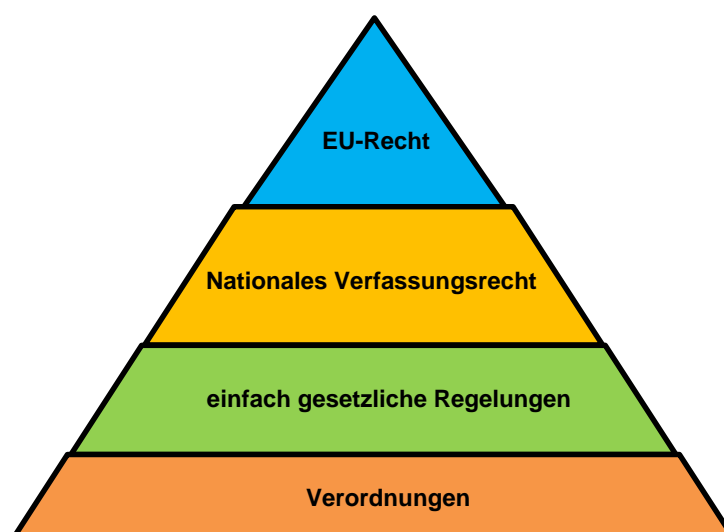 EU-Recht
Nationales Verfassungsrecht
einfach gesetzliche Regelungen
Verordnungen